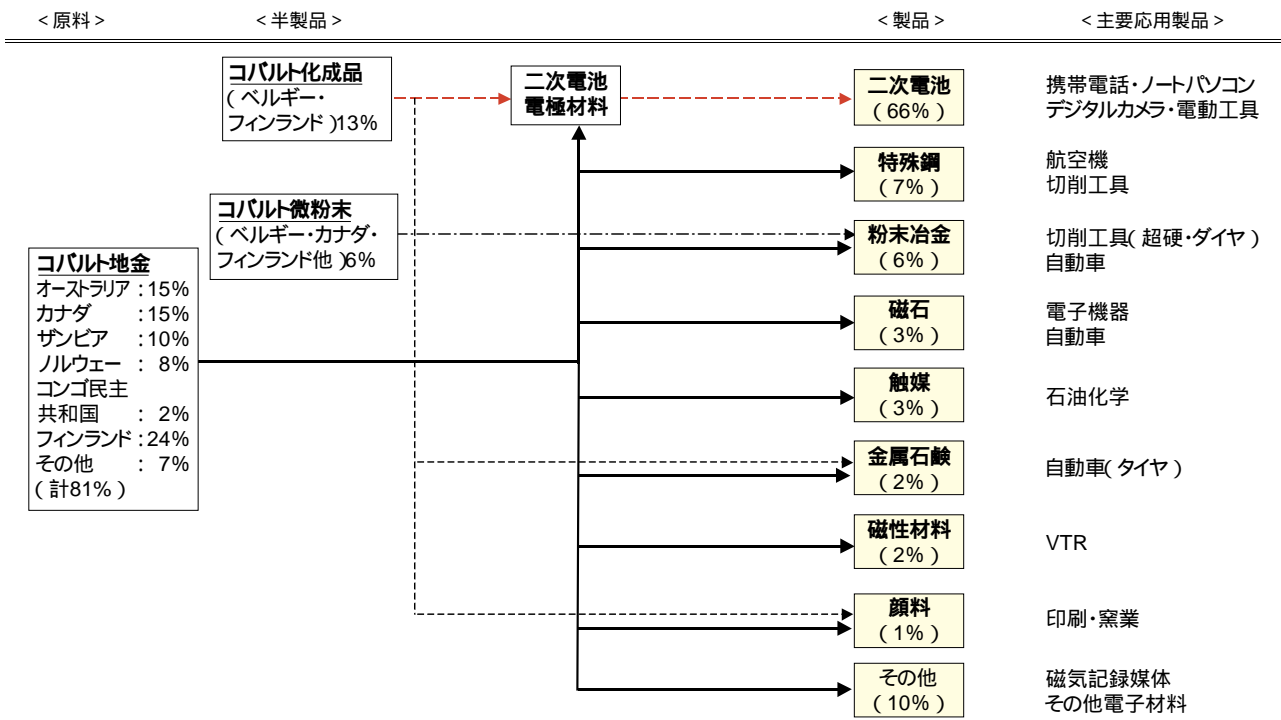 <原料>
<半製品>
<製品>
<主要応用製品>
コバルト化成品
(ベルギー・
フィンランド)13%
二次電池
電極材料
二次電池
(66%)
携帯電話・ノートパソコン
デジタルカメラ・電動工具
特殊鋼
(7%)
航空機
切削工具
コバルト微粉末
(ベルギー・カナダ・
フィンランド他)6%
粉末冶金
(6%)
切削工具(超硬・ダイヤ)
自動車
コバルト地金
オーストラリア:15%
カナダ:15%
ザンビア:10%
ノルウェー: 8%
コンゴ民主
共和国: 2%
フィンランド:24%
その他: 7%
(計81%)
磁石
(3%)
電子機器
自動車
触媒
(3%)
石油化学
金属石鹸
(2%)
自動車(タイヤ)
磁性材料
(2%)
VTR
顔料
(1%)
印刷・窯業
その他
(10%)
磁気記録媒体
その他電子材料